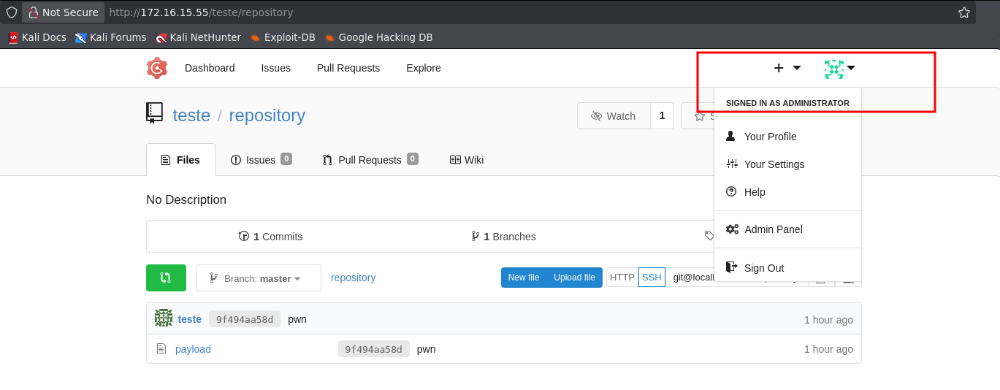 Not Secure http://172.16.15.55/teste/repository
Kali Docs Kali Forums Kali NetHunter Exploit-DB Google Hacking DB
Dashboard Issues Pull Requests Explore
SIGNED IN AS ADMINISTRATOR
teste / repository
Watch 1
Your Profile
Your Settings
Help
Admin Panel
Sign Out
Files Issues 0 Pull Requests 0 Wiki
No Description
1 Commits 1 Branches
Branch: master repository New file Upload file HTTP SSH
teste 9f494aa58d pwn 1 hour ago
payload 9f494aa58d pwn 1 hour ago